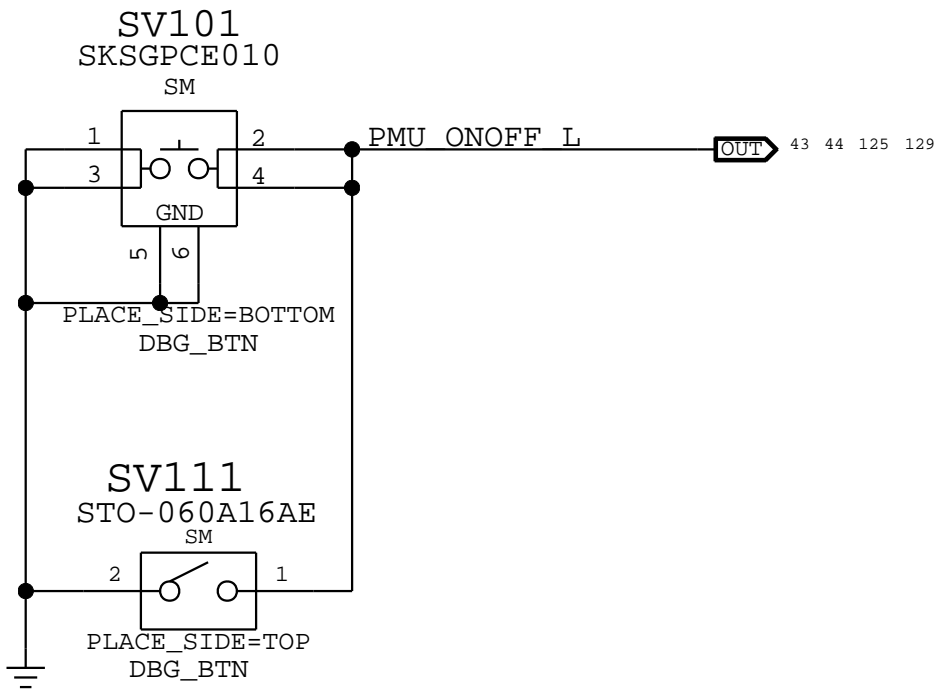 SV101
SKSGPCE010
SM
1 2 PMU_ONOFF_L OUT 43 44 125 129
3 4
GND
5 6
PLACE_SIDE=BOTTOM
DBG_BTN
SV111
STO-060A16AE
SM
2 1
PLACE_SIDE=TOP
DBG_BTN